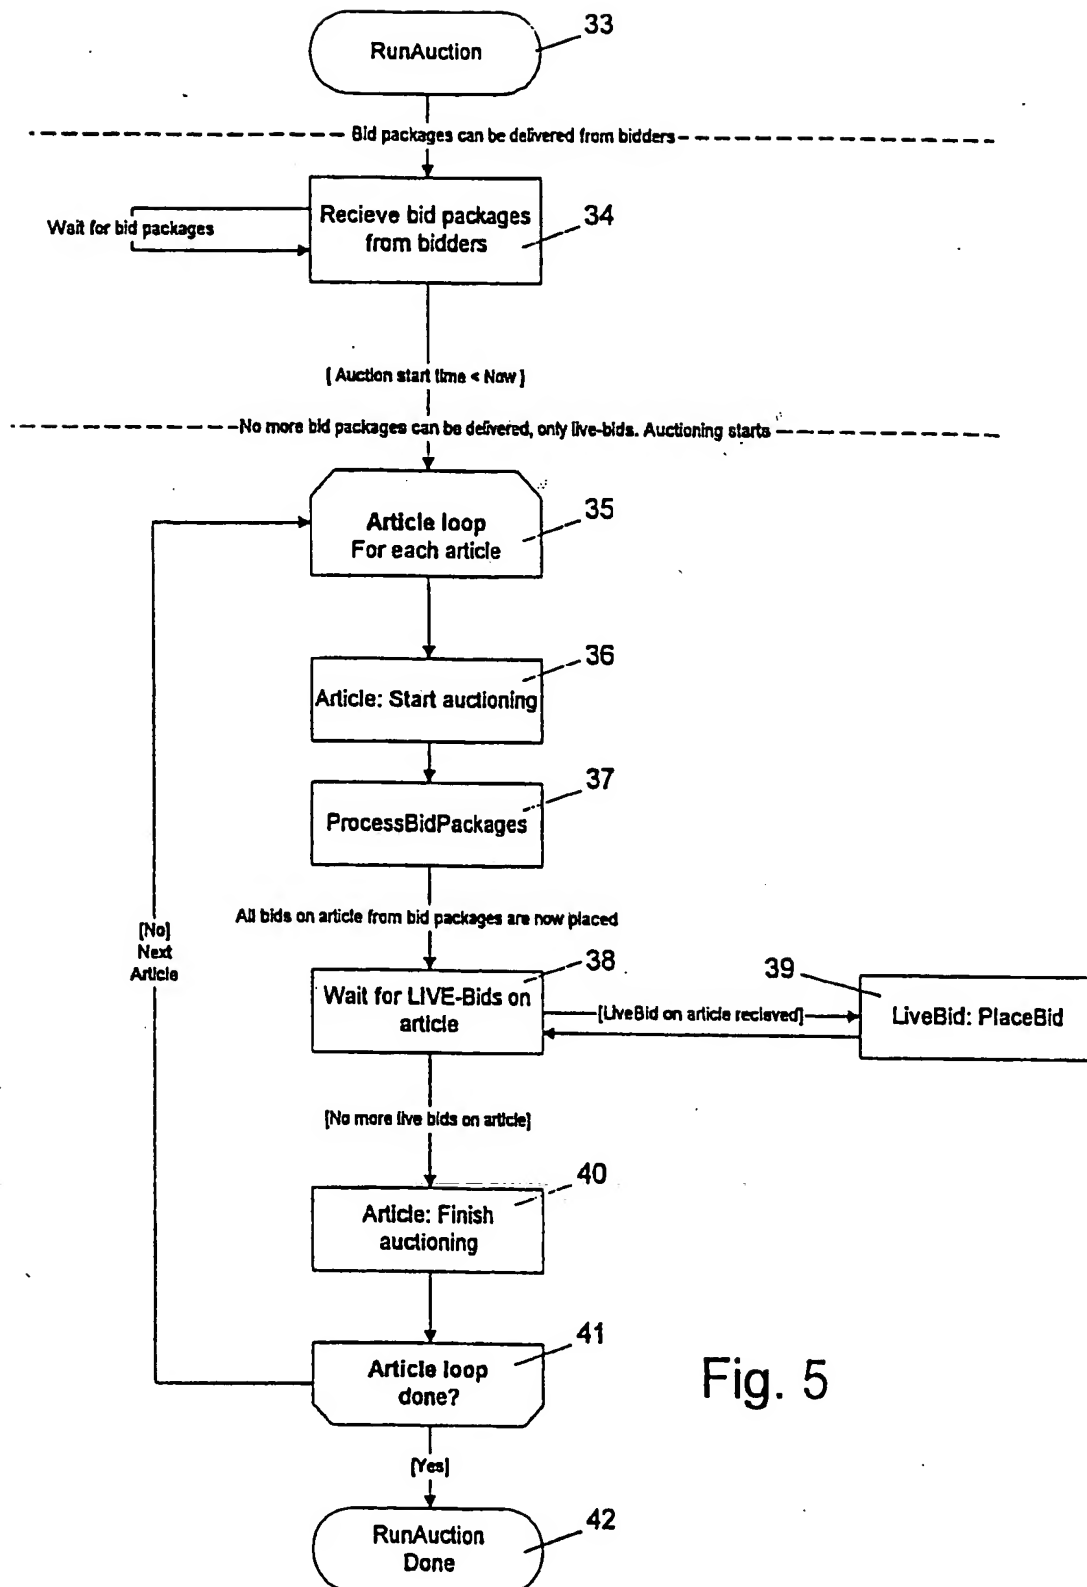 33
RunAuction
Bid packages can be delivered from bidders
34
Recieve bid packages
from bidders
Wait for bid packages
[ Auction start time < Now ]
No more bid packages can be delivered, only live-bids. Auctioning starts
35
Article loop
For each article
36
Article: Start auctioning
37
ProcessBidPackages
All bids on article from bid packages are now placed
[No]
Next
Article
38
Wait for LIVE-Bids on
article
[LiveBid on article recieved]
39
LiveBid: PlaceBid
[No more live bids on article]
40
Article: Finish
auctioning
41
Article loop
done?
Fig. 5
[Yes]
42
RunAuction
Done